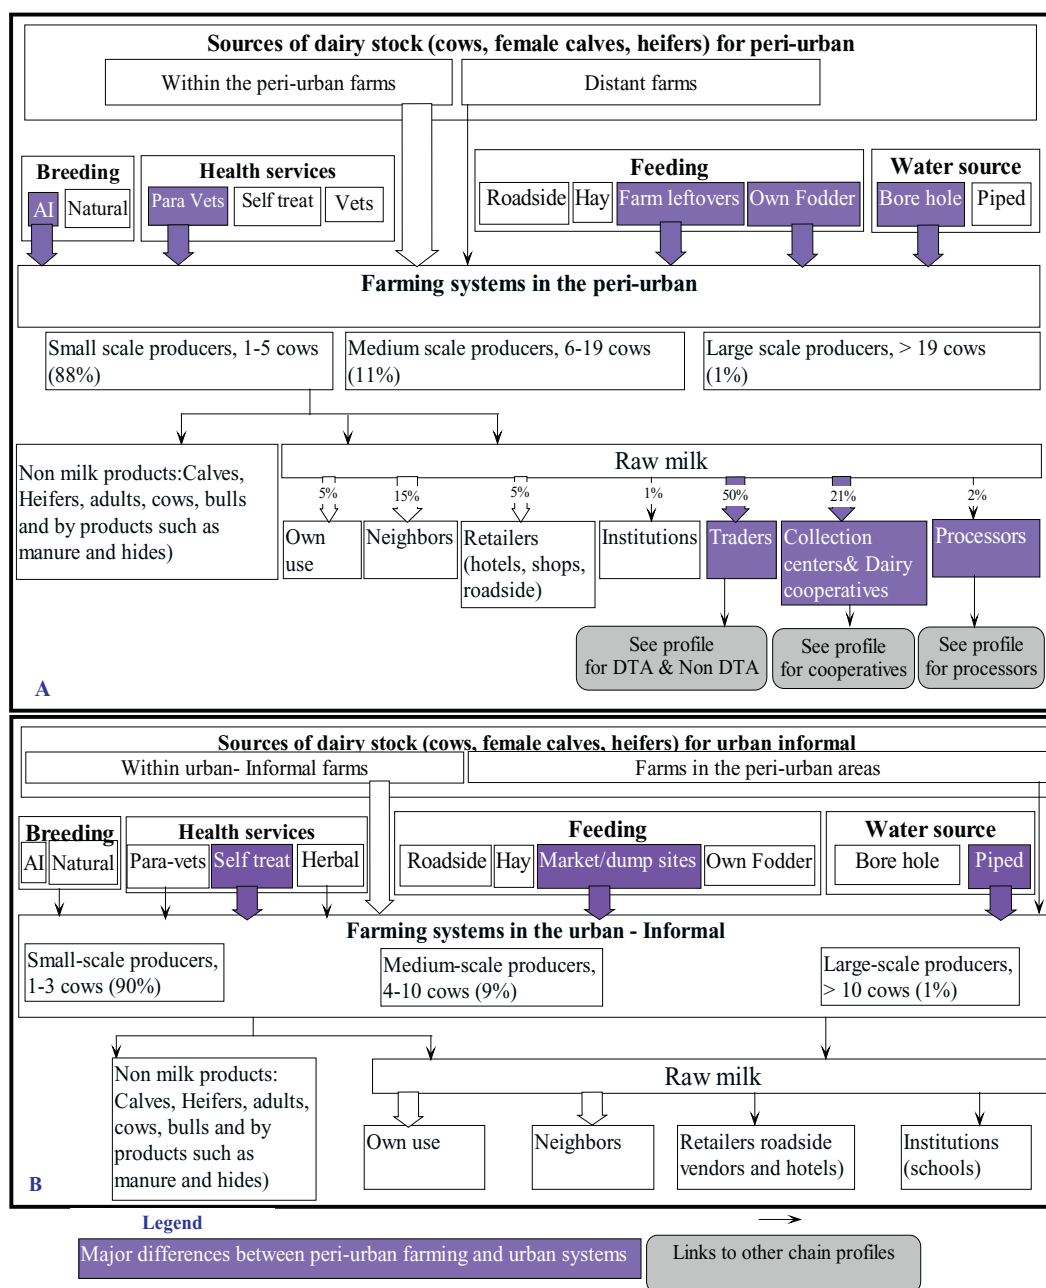 Sources of dairy stock (cows, female calves, heifers) for peri-urban
Within the peri-urban farms
Distant farms
Breeding
AI
Natural
Health services
Para Vets
Self treat
Vets
Feeding
Roadside
Hay
Farm leftovers
Own Fodder
Water source
Bore hole
Piped
Farming systems in the peri-urban
Small scale producers, 1-5 cows
(88%)
Medium scale producers, 6-19 cows
(11%)
Large scale producers, > 19 cows
(1%)
Non milk products:Calves,
Heifers, adults, cows, bulls
and by products such as
manure and hides)
Raw milk
5%
15%
5%
1%
50%
21%
2%
Own
use
Neighbors
Retailers
(hotels, shops,
roadside)
Institutions
Traders
Collection
centers& Dairy
cooperatives
Processors
See profile
for DTA & Non DTA
See profile
for cooperatives
See profile
for processors
A
Sources of dairy stock (cows, female calves, heifers) for urban informal
Within urban- Informal farms
Farms in the peri-urban areas
Breeding
AI
Natural
Health services
Para-vets
Self treat
Herbal
Feeding
Roadside
Hay
Market/dump sites
Own Fodder
Water source
Bore hole
Piped
Farming systems in the urban - Informal
Small-scale producers,
1-3 cows (90%)
Medium-scale producers,
4-10 cows (9%)
Large-scale producers,
> 10 cows (1%)
Non milk products:
Calves, Heifers, adults,
cows, bulls and by
products such as
manure and hides)
Raw milk
Own use
Neighbors
Retailers roadside
vendors and hotels)
Institutions
(schools)
B
Legend
Major differences between peri-urban farming and urban systems
Links to other chain profiles